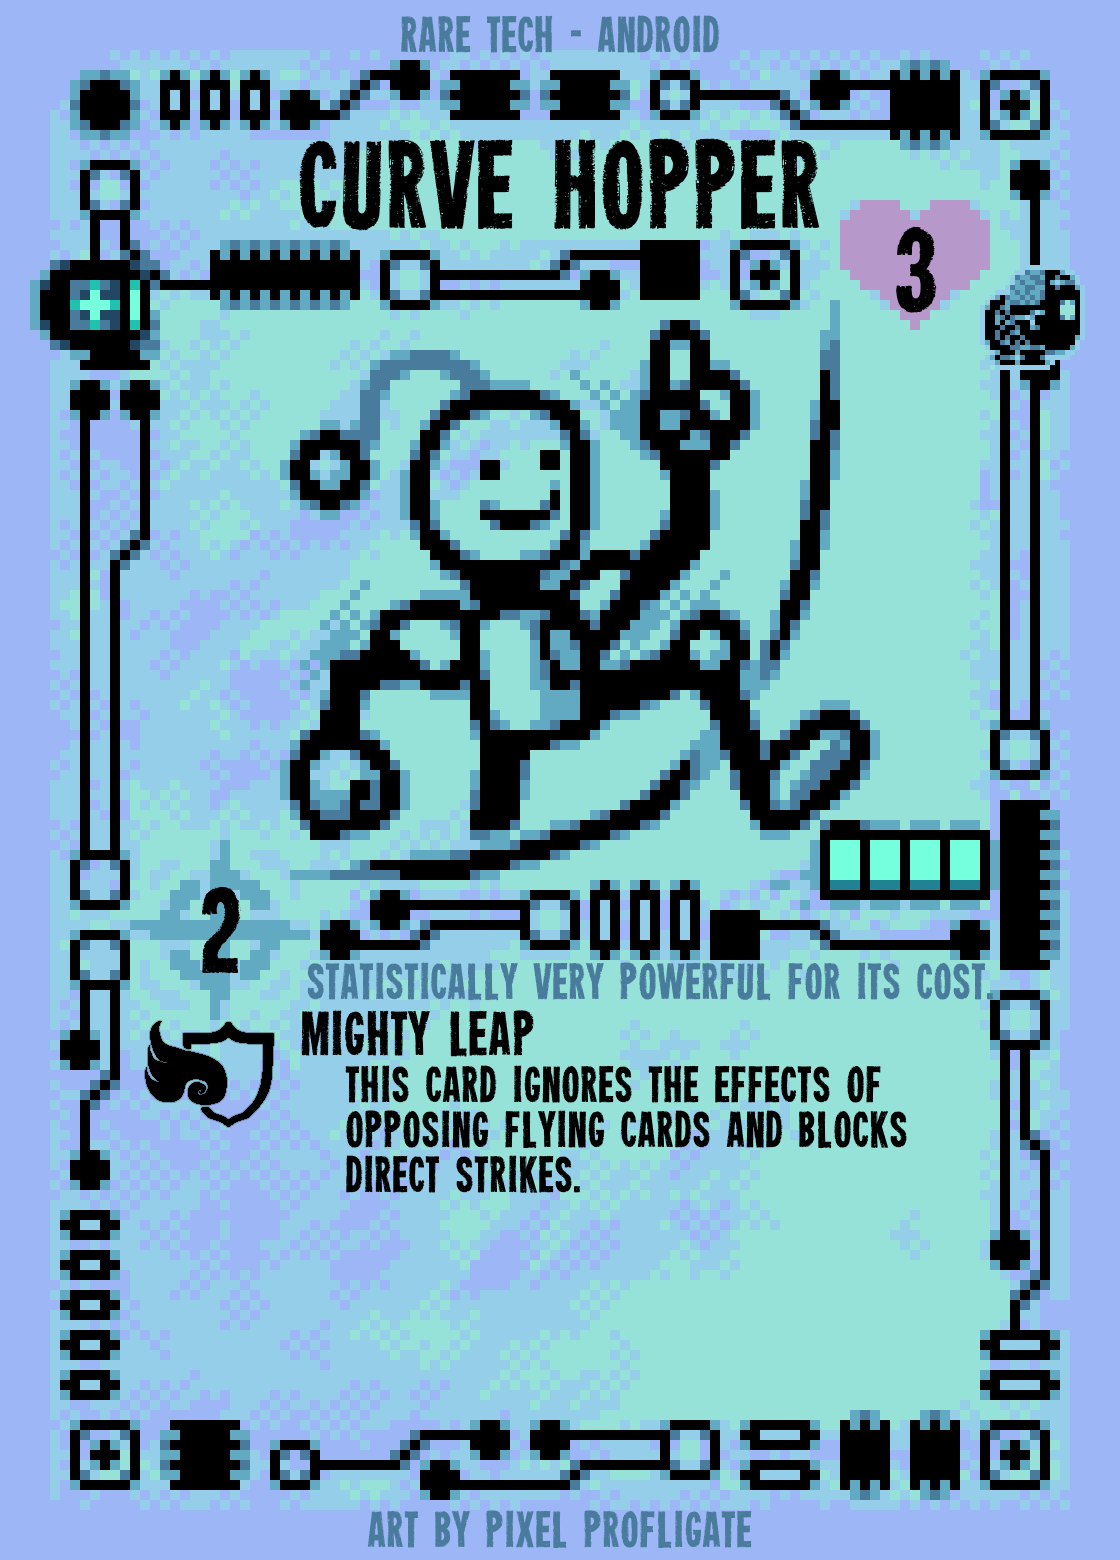 RARE TECH - ANDROID
CURVE HOPPER
3
2
STATISTICALLY VERY POWERFUL FOR ITS COST.
MIGHTY LEAP
THIS CARD IGNORES THE EFFECTS OF
OPPOSING FLYING CARDS AND BLOCKS
DIRECT STRIKES.
ART BY PIXEL PROFLIGATE